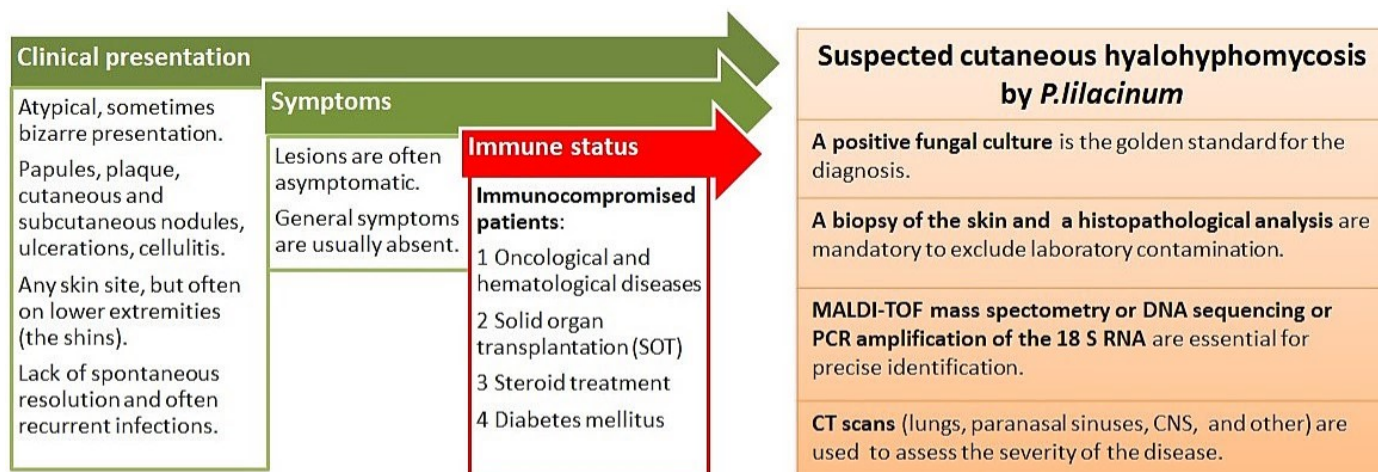 Clinical presentation
Atypical, sometimes
bizarre presentation.
Papules, plaque,
cutaneous and
subcutaneous nodules,
ulcerations, cellulitis.
Any skin site, but often
on lower extremities
(the shins).
Lack of spontaneous
resolution and often
recurrent infections.
Symptoms
Lesions are often
asymptomatic.
General symptoms
are usually absent.
Immune status
Immunocompromised
patients:
1 Oncological and
hematological diseases
2 Solid organ
transplantation (SOT)
3 Steroid treatment
4 Diabetes mellitus
Suspected cutaneous hyalohyphomycosis
by P.lilacinum
A positive fungal culture is the golden standard for the
diagnosis.
A biopsy of the skin and a histopathological analysis are
mandatory to exclude laboratory contamination.
MALDI-TOF mass spectometry or DNA sequencing or
PCR amplification of the 18 S RNA are essential for
precise identification.
CT scans (lungs, paranasal sinuses, CNS, and other) are
used to assess the severity of the disease.